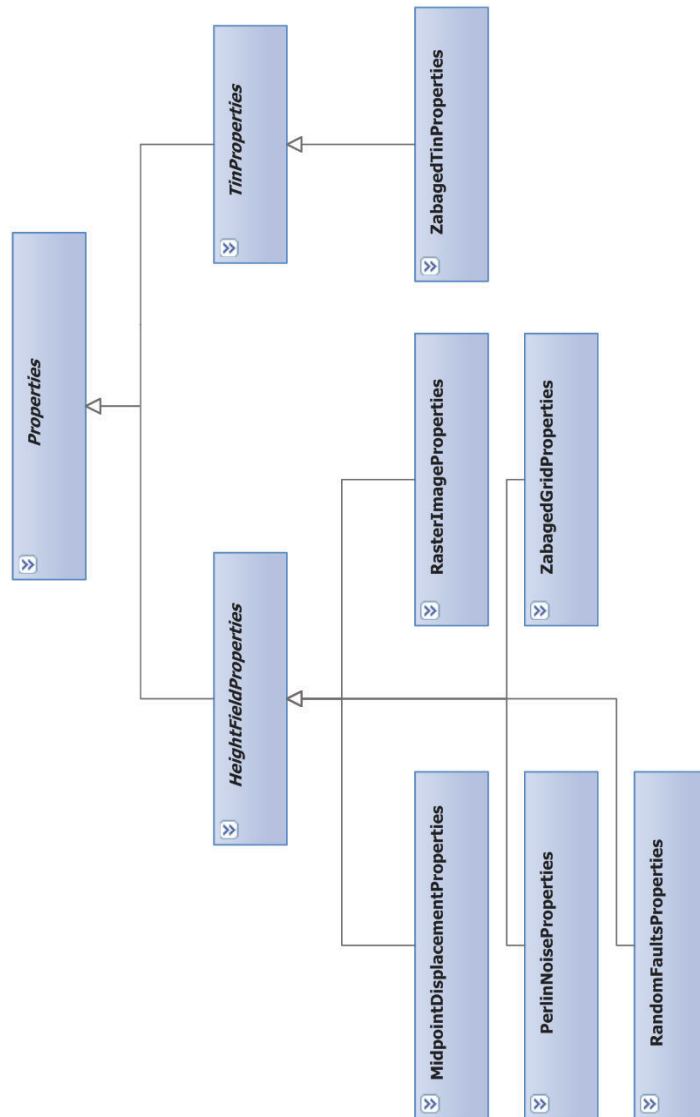 Properties
HeightFieldProperties
TinProperties
MidpointDisplacementProperties
RasterImageProperties
ZabagedTinProperties
PerlinNoiseProperties
ZabagedGridProperties
RandomFaultsProperties